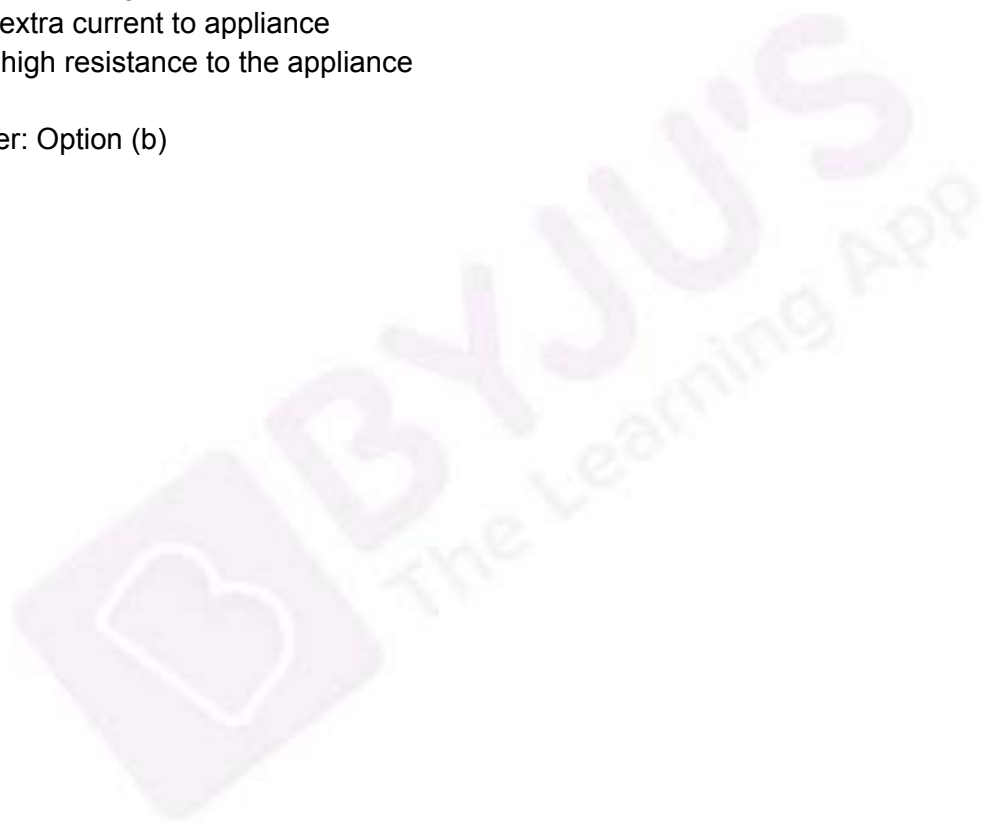 extra current to appliance
high resistance to the appliance
er: Option (b)
BYJU'S
The Learning App